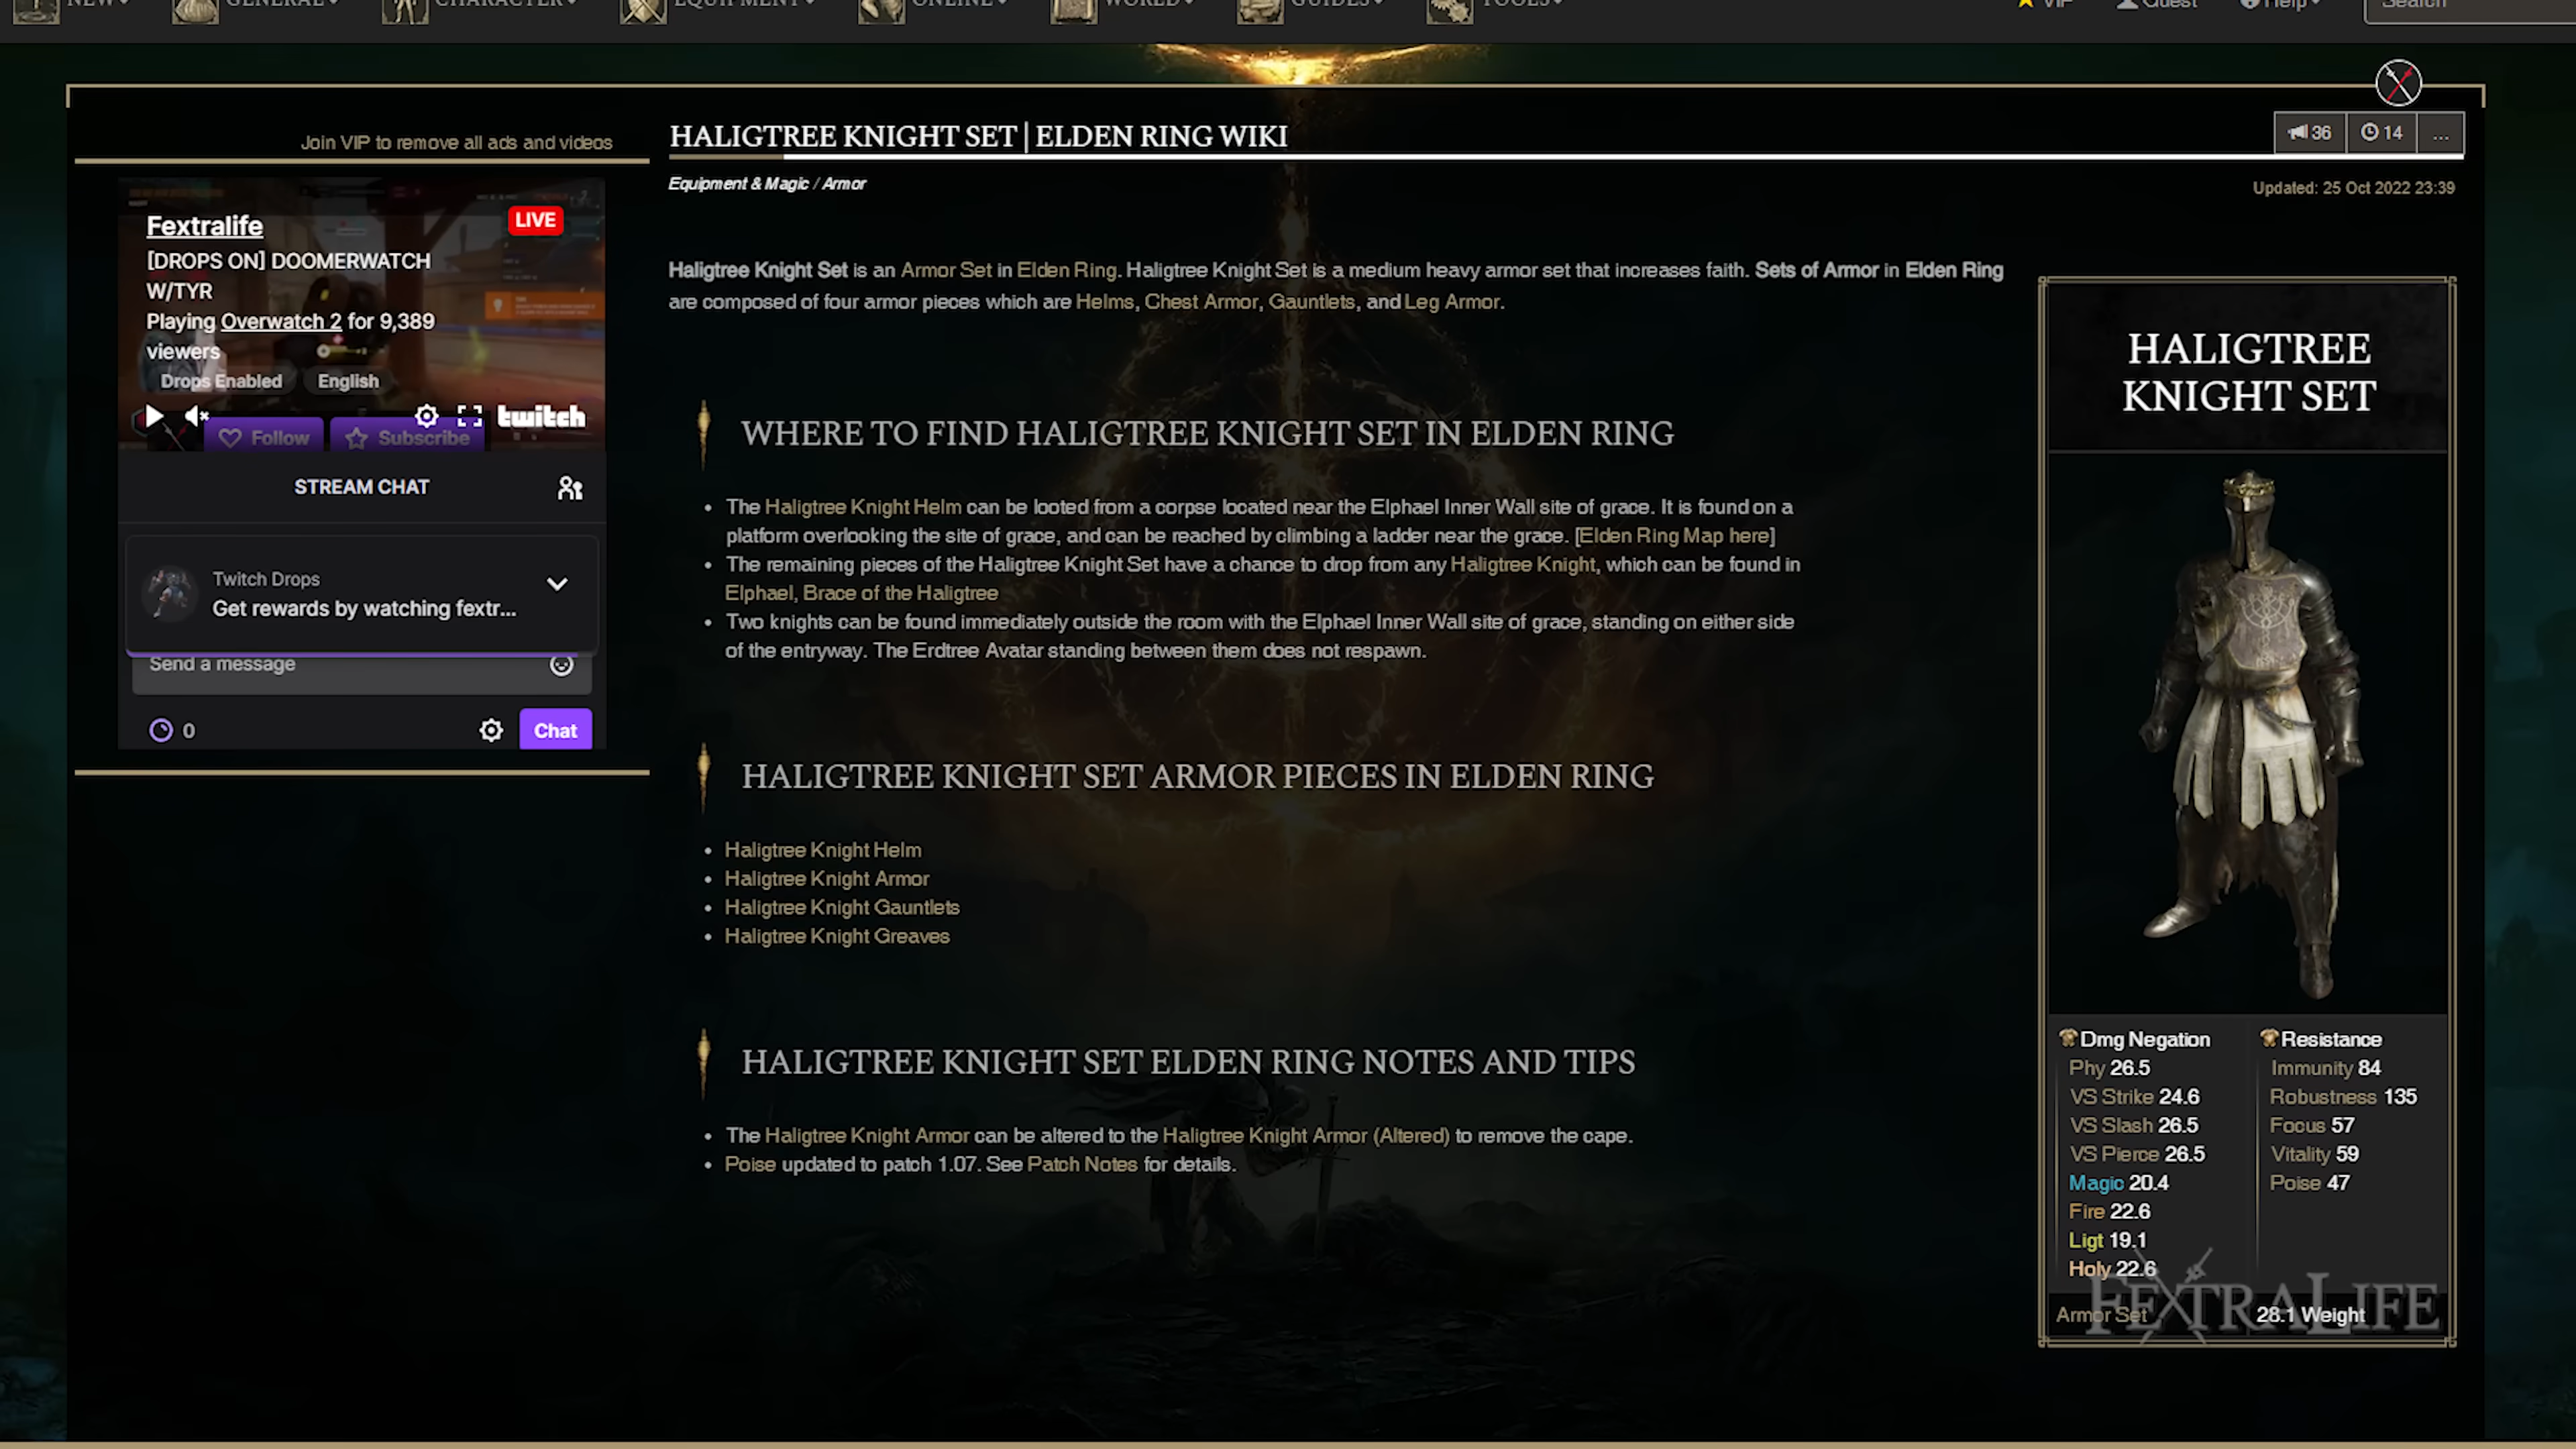 NEW
GENERAL
CHARACTER
EQUIPMENT
ONLINE
WORLD
GUIDES
TOOLS
VIP
Guest
Help
Search
Join VIP to remove all ads and videos
HALIGTREE KNIGHT SET | ELDEN RING WIKI
36
14
...
Equipment & Magic / Armor
Updated: 25 Oct 2022 23:39
Fextralife
LIVE
[DROPS ON] DOOMERWATCH
W/TYR
Playing Overwatch 2 for 9,389
viewers
Drops Enabled
English
twitch
Follow
Subscribe
STREAM CHAT
Twitch Drops
Get rewards by watching fextr...
Send a message
0
Chat
Haligtree Knight Set is an Armor Set in Elden Ring. Haligtree Knight Set is a medium heavy armor set that increases faith. Sets of Armor in Elden Ring
are composed of four armor pieces which are Helms, Chest Armor, Gauntlets, and Leg Armor.
WHERE TO FIND HALIGTREE KNIGHT SET IN ELDEN RING
• The Haligtree Knight Helm can be looted from a corpse located near the Elphael Inner Wall site of grace. It is found on a
platform overlooking the site of grace, and can be reached by climbing a ladder near the grace. [Elden Ring Map here]
• The remaining pieces of the Haligtree Knight Set have a chance to drop from any Haligtree Knight, which can be found in
Elphael, Brace of the Haligtree
• Two knights can be found immediately outside the room with the Elphael Inner Wall site of grace, standing on either side
of the entryway. The Erdtree Avatar standing between them does not respawn.
HALIGTREE KNIGHT SET ARMOR PIECES IN ELDEN RING
• Haligtree Knight Helm
• Haligtree Knight Armor
• Haligtree Knight Gauntlets
• Haligtree Knight Greaves
HALIGTREE KNIGHT SET ELDEN RING NOTES AND TIPS
• The Haligtree Knight Armor can be altered to the Haligtree Knight Armor (Altered) to remove the cape.
• Poise updated to patch 1.07. See Patch Notes for details.
HALIGTREE
KNIGHT SET
Dmg Negation
Phy 26.5
VS Strike 24.6
VS Slash 26.5
VS Pierce 26.5
Magic 20.4
Fire 22.6
Ligt 19.1
Holy 22.6
Resistance
Immunity 84
Robustness 135
Focus 57
Vitality 59
Poise 47
Armor Set
28.1 Weight
FEXTRALIFE